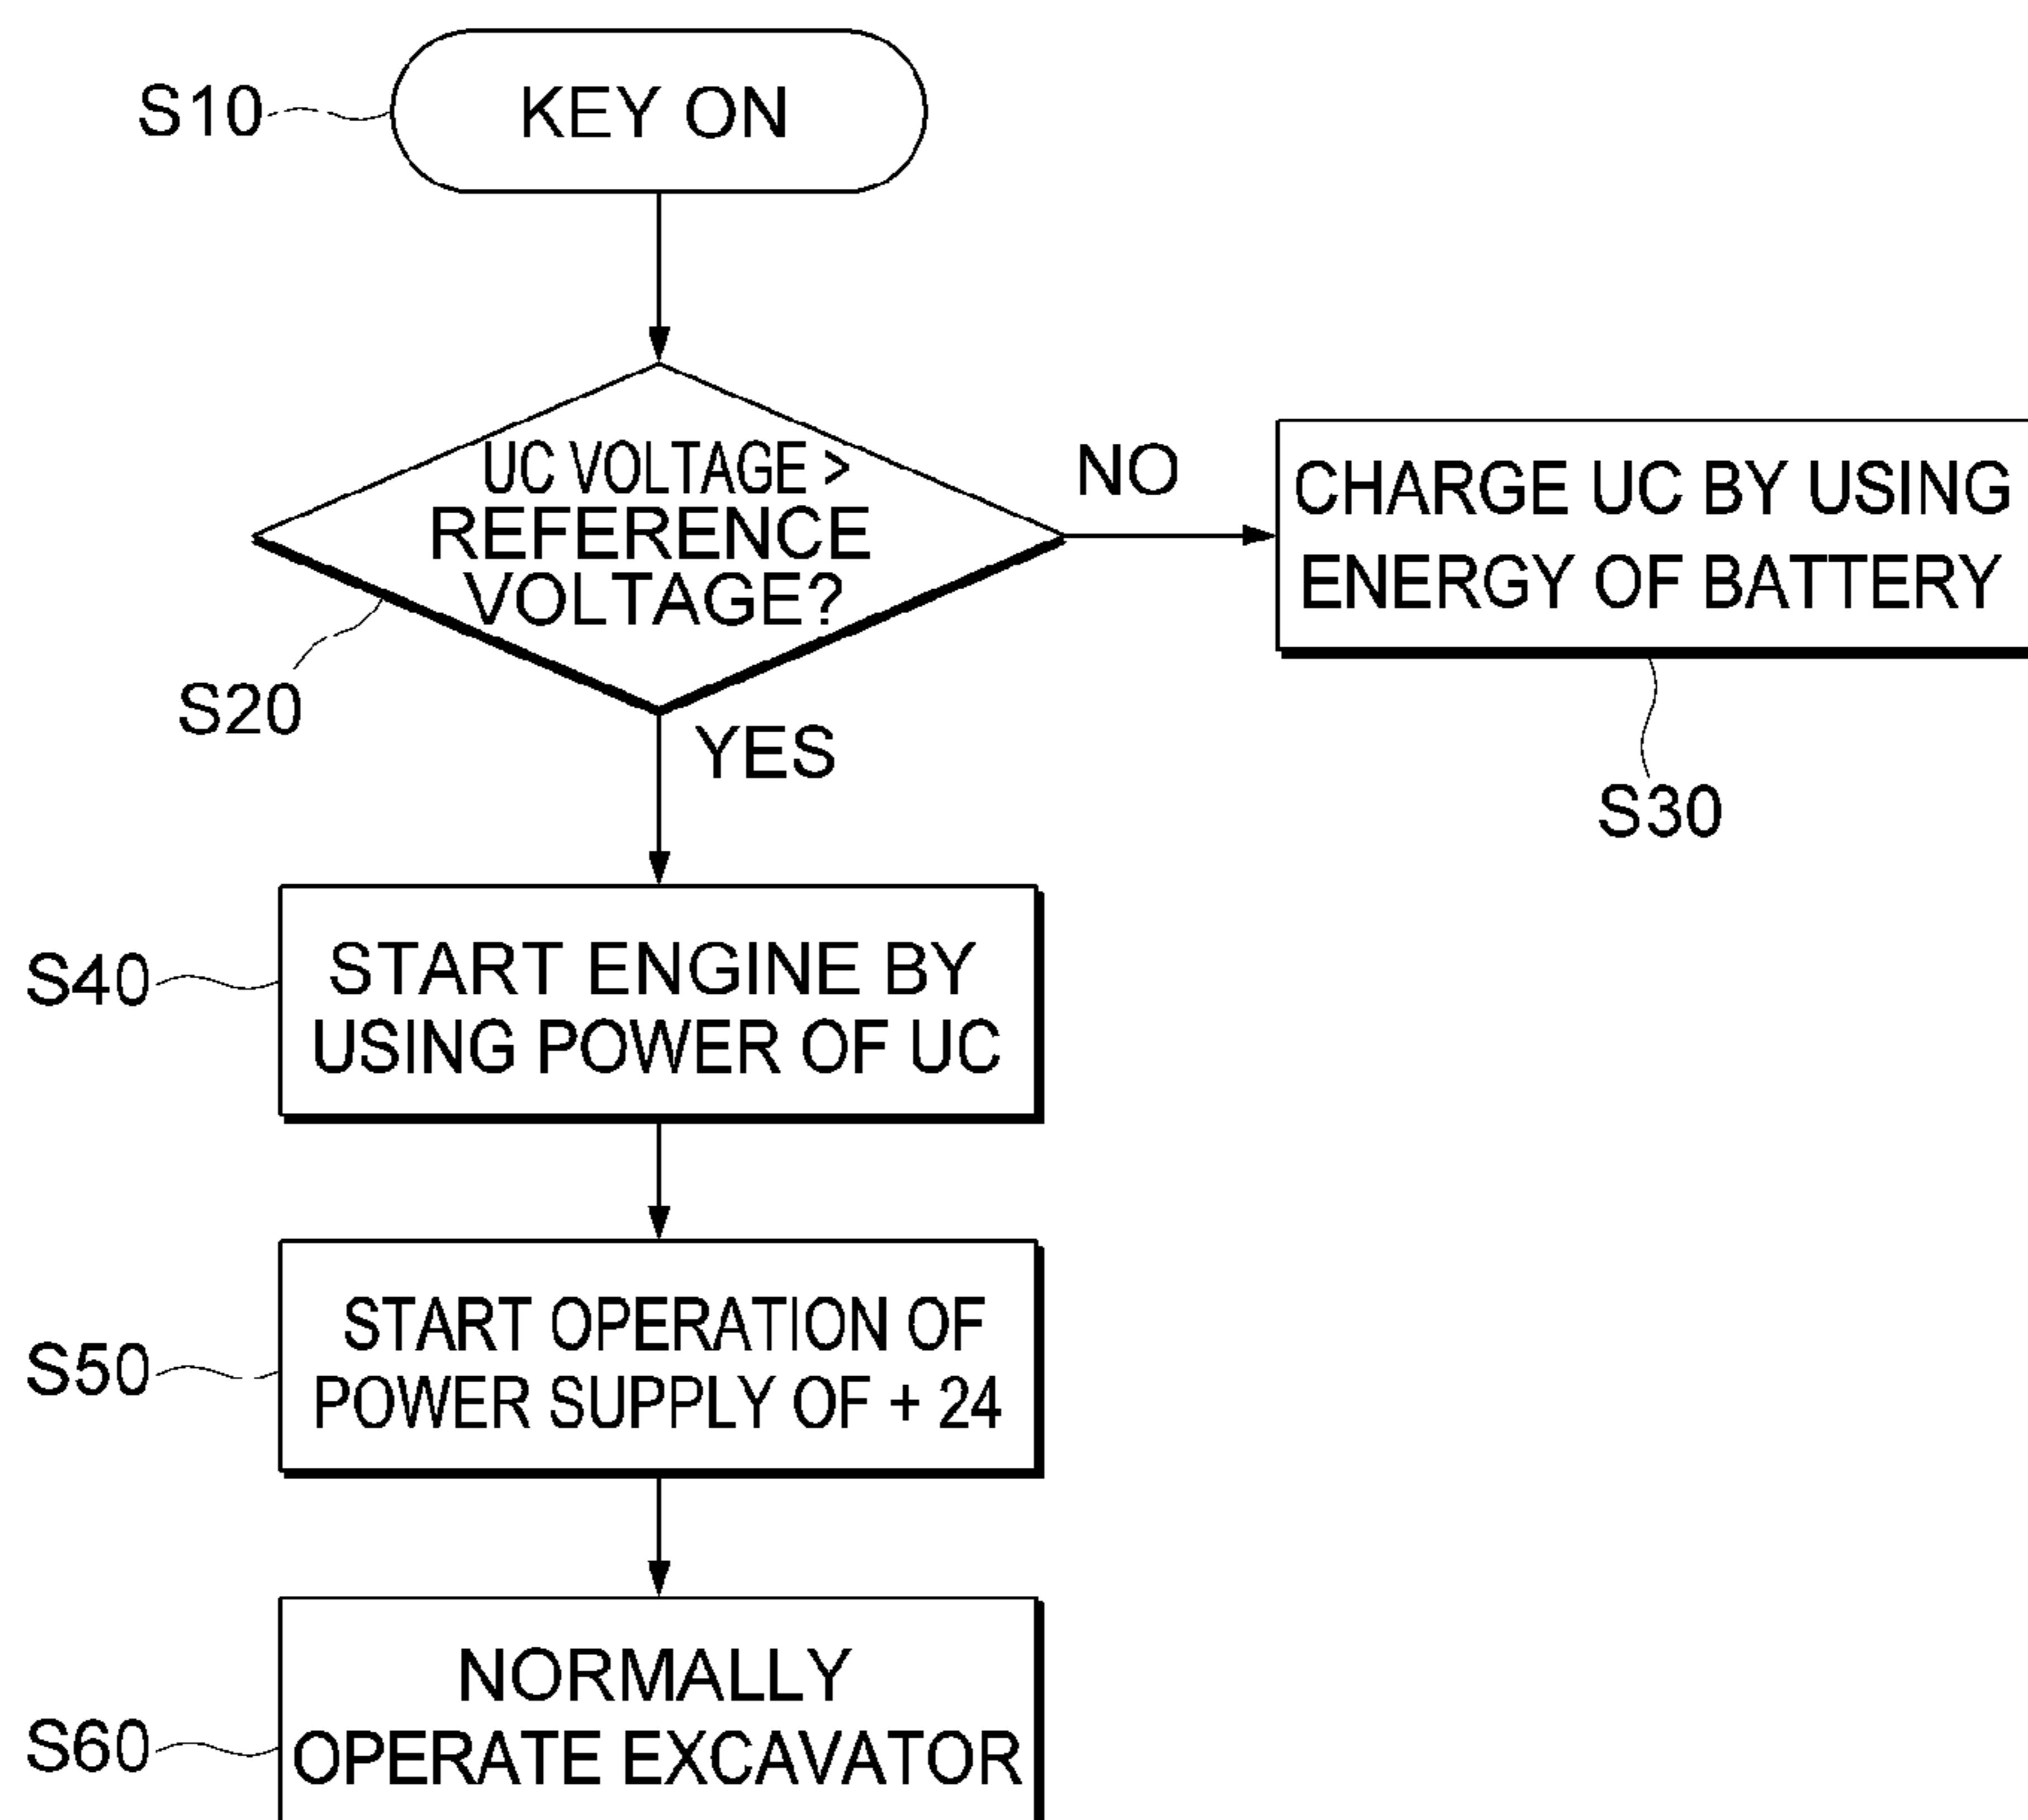 S10
KEY ON
UC VOLTAGE >
REFERENCE
VOLTAGE?
S20
NO
CHARGE UC BY USING
ENERGY OF BATTERY
S30
YES
S40
START ENGINE BY
USING POWER OF UC
S50
START OPERATION OF
POWER SUPPLY OF + 24
S60
NORMALLY
OPERATE EXCAVATOR